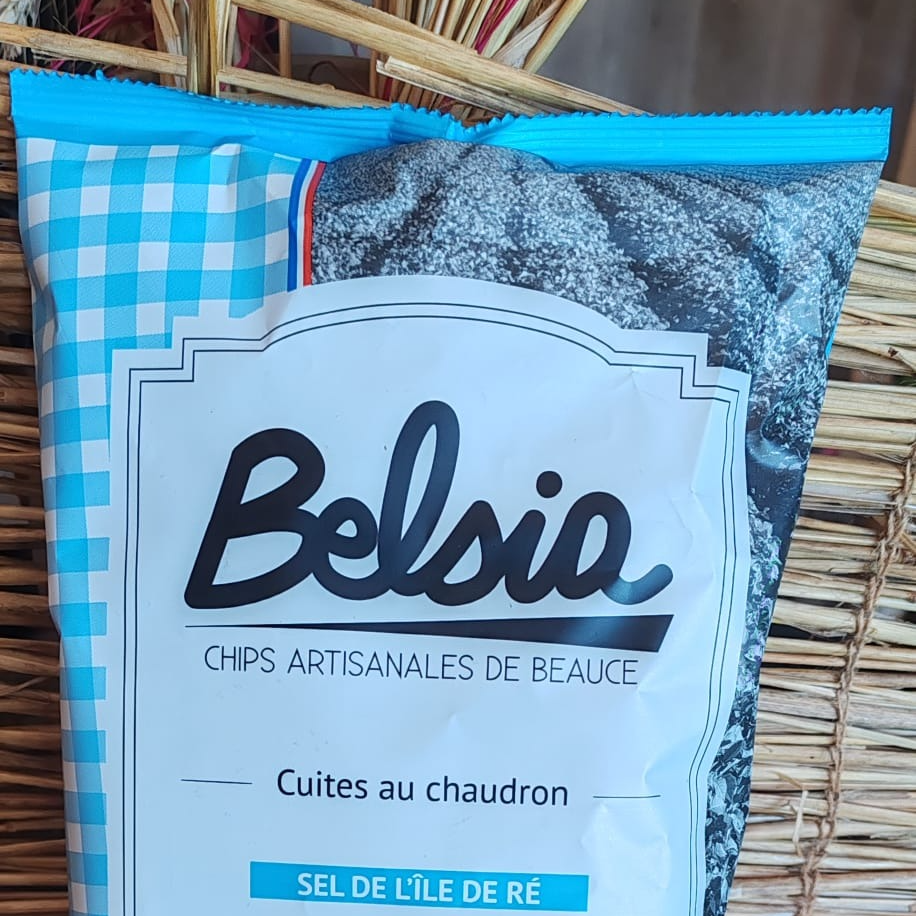 Belsia
CHIPS ARTISANALES DE BEAUCE
Cuites au chaudron
SEL DE L'ÎLE DE RÉ